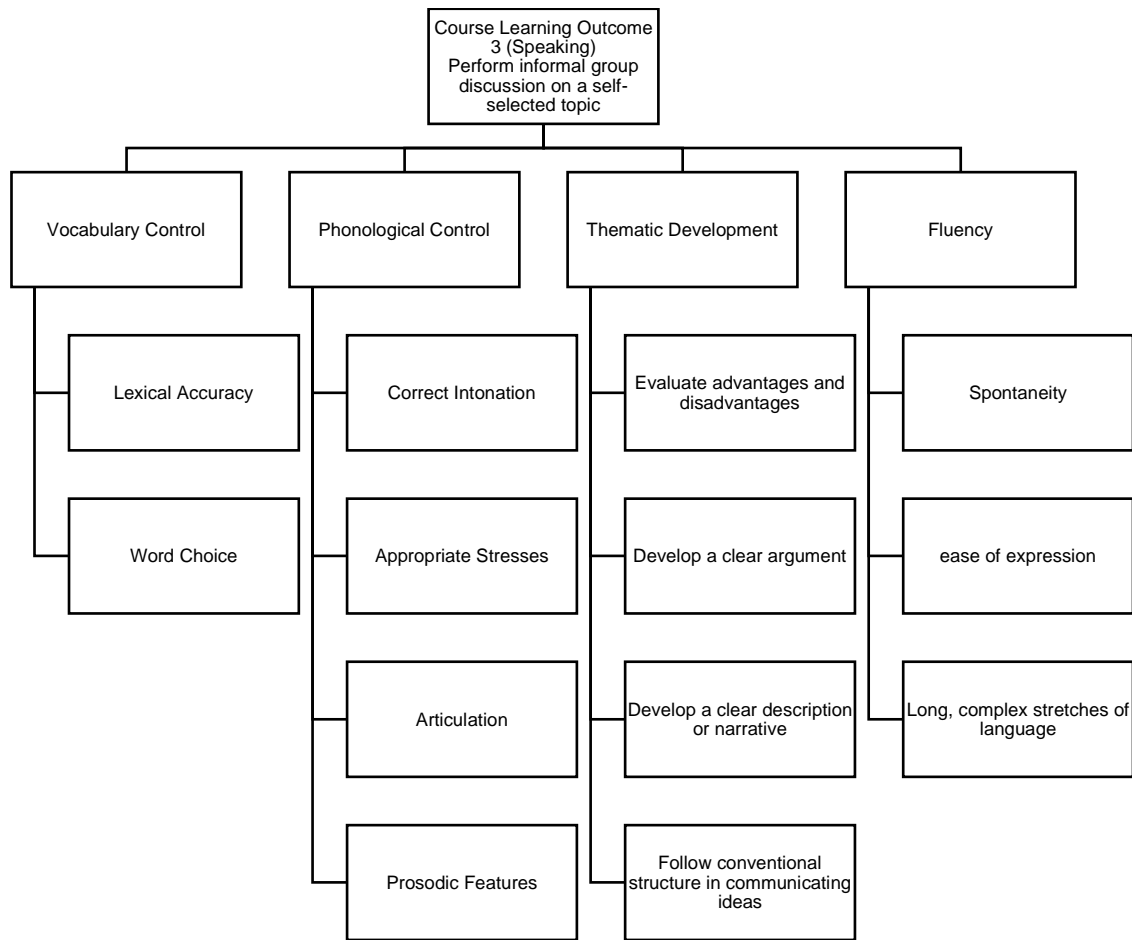 Course Learning Outcome
3 (Speaking)
Perform informal group
discussion on a self-
selected topic
Vocabulary Control
Phonological Control
Thematic Development
Fluency
Lexical Accuracy
Correct Intonation
Evaluate advantages and
disadvantages
Spontaneity
Word Choice
Appropriate Stresses
Develop a clear argument
ease of expression
Articulation
Develop a clear description
or narrative
Long, complex stretches of
language
Prosodic Features
Follow conventional
structure in communicating
ideas